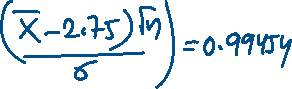 (X̅ - 2.75)√n / σ) = 0.99454